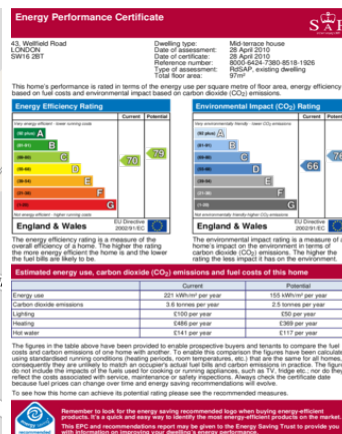 Energy Performance Certificate
SAP
43, Wellfield Road
LONDON
SW16 2BT
Dwelling type: Mid-terrace house
Date of assessment: 28 April 2010
Date of certificate: 28 April 2010
Reference number: 8000-6424-7380-8518-1926
Type of assessment: RdSAP, existing dwelling
Total floor area: 97m²
This home's performance is rated in terms of the energy use per square metre of floor area, energy efficiency
based on fuel costs and environmental impact based on carbon dioxide (CO₂) emissions.
Energy Efficiency Rating
Current Potential
Very energy efficient - lower running costs
(92 plus) A
(81-91) B
(69-80) C
(55-68) D
(39-54) E
(21-38) F
(1-20) G
70
79
Not energy efficient - higher running costs
England & Wales
EU Directive
2002/91/EC
The energy efficiency rating is a measure of the
overall efficiency of a home. The higher the rating
the more energy efficient the home is and the lower
the fuel bills are likely to be.
Environmental Impact (CO₂) Rating
Current Potential
Very environmentally friendly - lower CO₂ emissions
(92 plus) A
(81-91) B
(69-80) C
(55-68) D
(39-54) E
(21-38) F
(1-20) G
66
Not environmentally friendly - higher CO₂ emissions
England & Wales
EU Directive
2002/91/EC
The environmental impact rating is a measure of a
home's impact on the environment in terms of
carbon dioxide (CO₂) emissions. The higher the
rating the less impact it has on the environment.
Estimated energy use, carbon dioxide (CO₂) emissions and fuel costs of this home
Current Potential
Energy use 221 kWh/m² per year 155 kWh/m² per year
Carbon dioxide emissions 3.6 tonnes per year 2.5 tonnes per year
Lighting £100 per year £50 per year
Heating £486 per year £369 per year
Hot water £141 per year £117 per year
The figures in the table above have been provided to enable prospective buyers and tenants to compare the fuel
costs and carbon emissions of one home with another. To enable this comparison the figures have been calculated
using standardised running conditions (heating periods, room temperatures, etc.) that are the same for all homes,
consequently they are unlikely to match an occupier's actual fuel bills and carbon emissions in practice. The figures
do not include the impacts of the fuels used for cooking or running appliances, such as TV, fridge etc.; nor do they
reflect the costs associated with service, maintenance or safety inspections. Always check the certificate date
because fuel prices can change over time and energy saving recommendations will evolve.
To see how this home can achieve its potential rating please see the recommended measures.
Remember to look for the energy saving recommended logo when buying energy-efficient
products. It's a quick and easy way to identify the most energy-efficient products on the market.
This EPC and recommendations report may be given to the Energy Saving Trust to provide you
with information on improving your dwelling's energy performance.